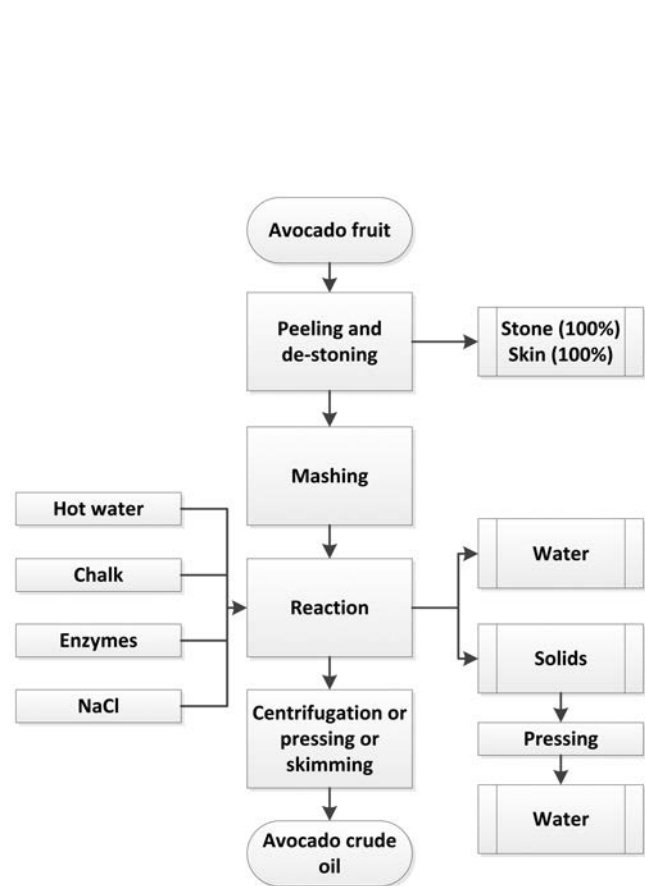 Avocado fruit
Peeling and
de-stoning
Stone (100%)
Skin (100%)
Mashing
Hot water
Chalk
Enzymes
NaCl
Reaction
Water
Solids
Pressing
Water
Centrifugation or
pressing or
skimming
Avocado crude
oil